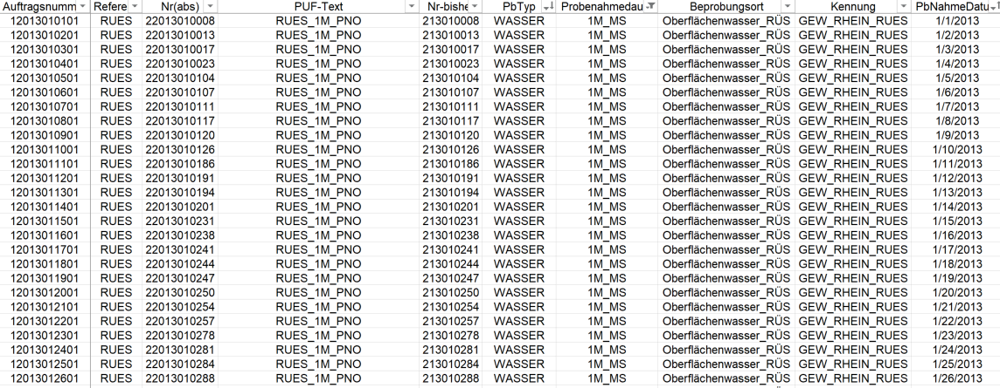 Auftragsnumm Refere Nr(abs) PUF-Text Nr-bishe PbTyp Probenahmedau Beprobungsort Kennung PbNahmeDatu
12013010101 RUES 22013010008 RUES_1M_PNO 213010008 WASSER 1M_MS Oberflächenwasser_RÜS GEW_RHEIN_RUES 1/1/2013
12013010201 RUES 22013010013 RUES_1M_PNO 213010013 WASSER 1M_MS Oberflächenwasser_RÜS GEW_RHEIN_RUES 1/2/2013
12013010301 RUES 22013010017 RUES_1M_PNO 213010017 WASSER 1M_MS Oberflächenwasser_RÜS GEW_RHEIN_RUES 1/3/2013
12013010401 RUES 22013010023 RUES_1M_PNO 213010023 WASSER 1M_MS Oberflächenwasser_RÜS GEW_RHEIN_RUES 1/4/2013
12013010501 RUES 22013010104 RUES_1M_PNO 213010104 WASSER 1M_MS Oberflächenwasser_RÜS GEW_RHEIN_RUES 1/5/2013
12013010601 RUES 22013010107 RUES_1M_PNO 213010107 WASSER 1M_MS Oberflächenwasser_RÜS GEW_RHEIN_RUES 1/6/2013
12013010701 RUES 22013010111 RUES_1M_PNO 213010111 WASSER 1M_MS Oberflächenwasser_RÜS GEW_RHEIN_RUES 1/7/2013
12013010801 RUES 22013010117 RUES_1M_PNO 213010117 WASSER 1M_MS Oberflächenwasser_RÜS GEW_RHEIN_RUES 1/8/2013
12013010901 RUES 22013010120 RUES_1M_PNO 213010120 WASSER 1M_MS Oberflächenwasser_RÜS GEW_RHEIN_RUES 1/9/2013
12013011001 RUES 22013010126 RUES_1M_PNO 213010126 WASSER 1M_MS Oberflächenwasser_RÜS GEW_RHEIN_RUES 1/10/2013
12013011101 RUES 22013010186 RUES_1M_PNO 213010186 WASSER 1M_MS Oberflächenwasser_RÜS GEW_RHEIN_RUES 1/11/2013
12013011201 RUES 22013010191 RUES_1M_PNO 213010191 WASSER 1M_MS Oberflächenwasser_RÜS GEW_RHEIN_RUES 1/12/2013
12013011301 RUES 22013010194 RUES_1M_PNO 213010194 WASSER 1M_MS Oberflächenwasser_RÜS GEW_RHEIN_RUES 1/13/2013
12013011401 RUES 22013010201 RUES_1M_PNO 213010201 WASSER 1M_MS Oberflächenwasser_RÜS GEW_RHEIN_RUES 1/14/2013
12013011501 RUES 22013010231 RUES_1M_PNO 213010231 WASSER 1M_MS Oberflächenwasser_RÜS GEW_RHEIN_RUES 1/15/2013
12013011601 RUES 22013010238 RUES_1M_PNO 213010238 WASSER 1M_MS Oberflächenwasser_RÜS GEW_RHEIN_RUES 1/16/2013
12013011701 RUES 22013010241 RUES_1M_PNO 213010241 WASSER 1M_MS Oberflächenwasser_RÜS GEW_RHEIN_RUES 1/17/2013
12013011801 RUES 22013010244 RUES_1M_PNO 213010244 WASSER 1M_MS Oberflächenwasser_RÜS GEW_RHEIN_RUES 1/18/2013
12013011901 RUES 22013010247 RUES_1M_PNO 213010247 WASSER 1M_MS Oberflächenwasser_RÜS GEW_RHEIN_RUES 1/19/2013
12013012001 RUES 22013010250 RUES_1M_PNO 213010250 WASSER 1M_MS Oberflächenwasser_RÜS GEW_RHEIN_RUES 1/20/2013
12013012101 RUES 22013010254 RUES_1M_PNO 213010254 WASSER 1M_MS Oberflächenwasser_RÜS GEW_RHEIN_RUES 1/21/2013
12013012201 RUES 22013010257 RUES_1M_PNO 213010257 WASSER 1M_MS Oberflächenwasser_RÜS GEW_RHEIN_RUES 1/22/2013
12013012301 RUES 22013010278 RUES_1M_PNO 213010278 WASSER 1M_MS Oberflächenwasser_RÜS GEW_RHEIN_RUES 1/23/2013
12013012401 RUES 22013010281 RUES_1M_PNO 213010281 WASSER 1M_MS Oberflächenwasser_RÜS GEW_RHEIN_RUES 1/24/2013
12013012501 RUES 22013010284 RUES_1M_PNO 213010284 WASSER 1M_MS Oberflächenwasser_RÜS GEW_RHEIN_RUES 1/25/2013
12013012601 RUES 22013010288 RUES_1M_PNO 213010288 WASSER 1M_MS Oberflächenwasser_RÜS GEW_RHEIN_RUES 1/26/2013